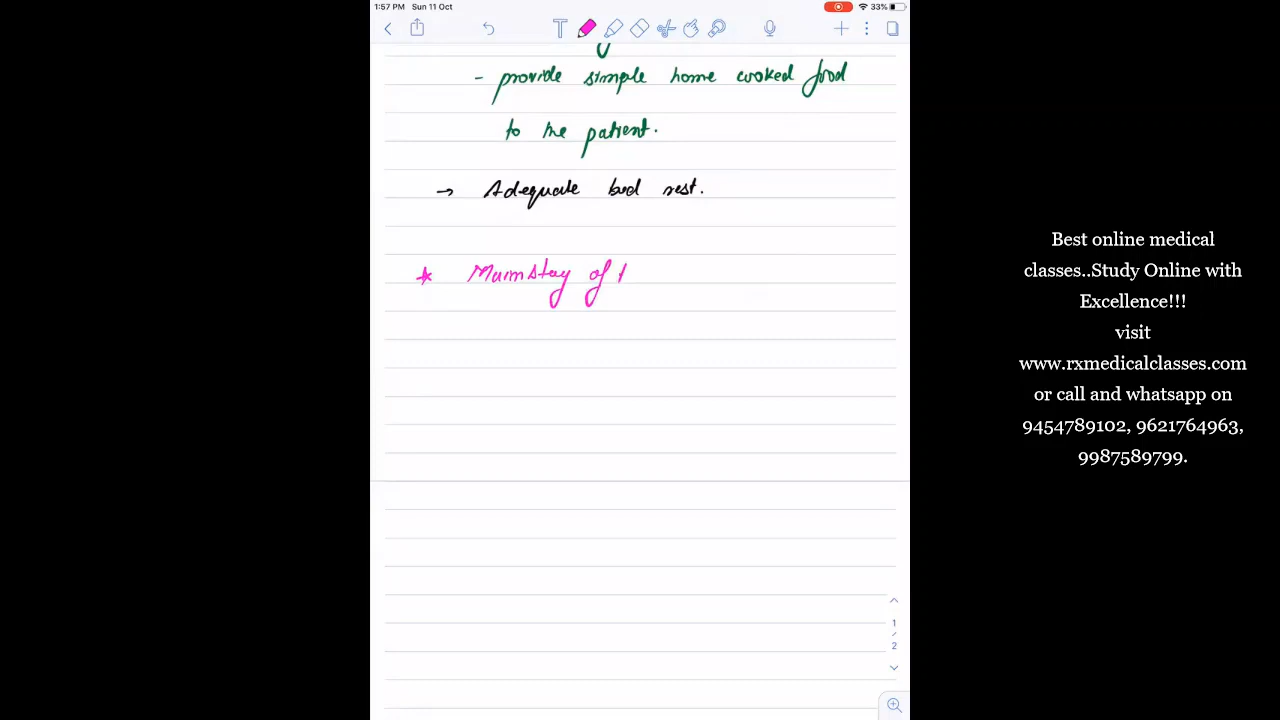 1:57 PM Sun 11 Oct
33%
T
- provide simple home cooked food
to the patient.
→ Adequate bed rest.
* Mainstay of
1
2
Best online medical
classes..Study Online with
Excellence!!!
visit
www.rxmedicalclasses.com
or call and whatsapp on
9454789102, 9621764963,
9987589799.